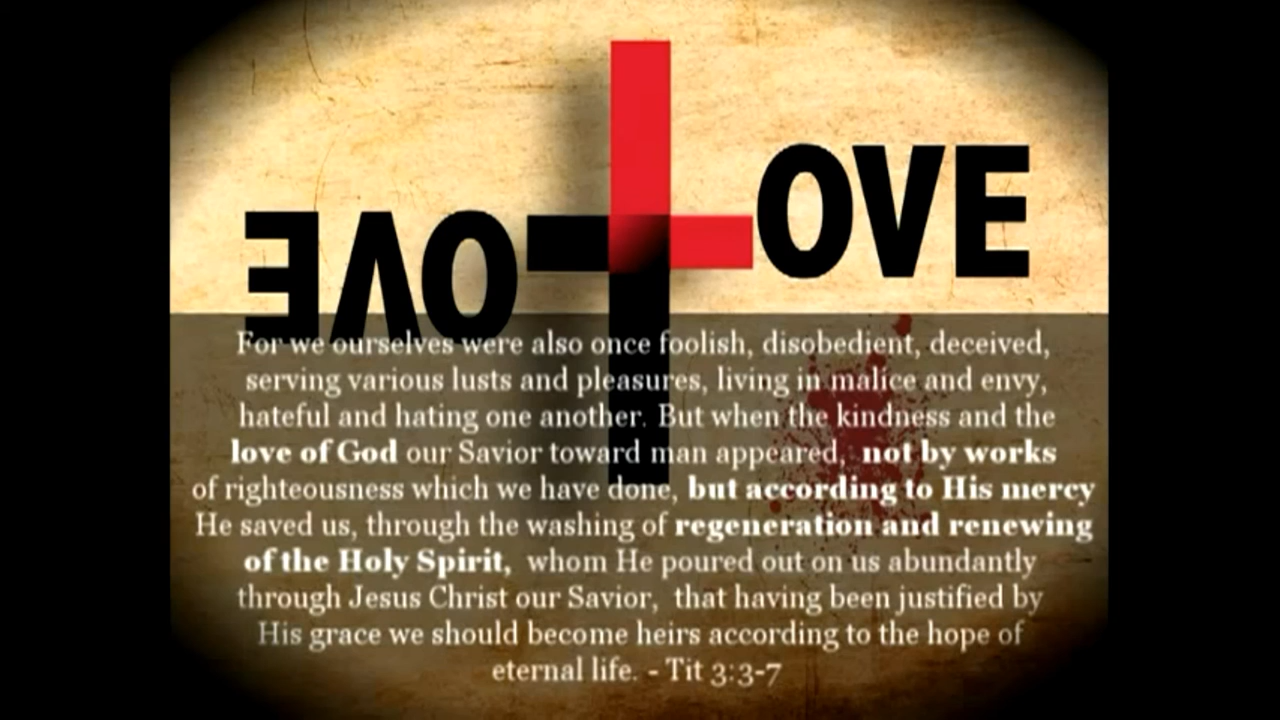 LOVE
LOVE
For we ourselves were also once foolish, disobedient, deceived,
serving various lusts and pleasures, living in malice and envy,
hateful and hating one another. But when the kindness and the
love of God our Savior toward man appeared, not by works
of righteousness which we have done, but according to His mercy
He saved us, through the washing of regeneration and renewing
of the Holy Spirit, whom He poured out on us abundantly
through Jesus Christ our Savior, that having been justified by
His grace we should become heirs according to the hope of
eternal life. - Tit 3:3-7